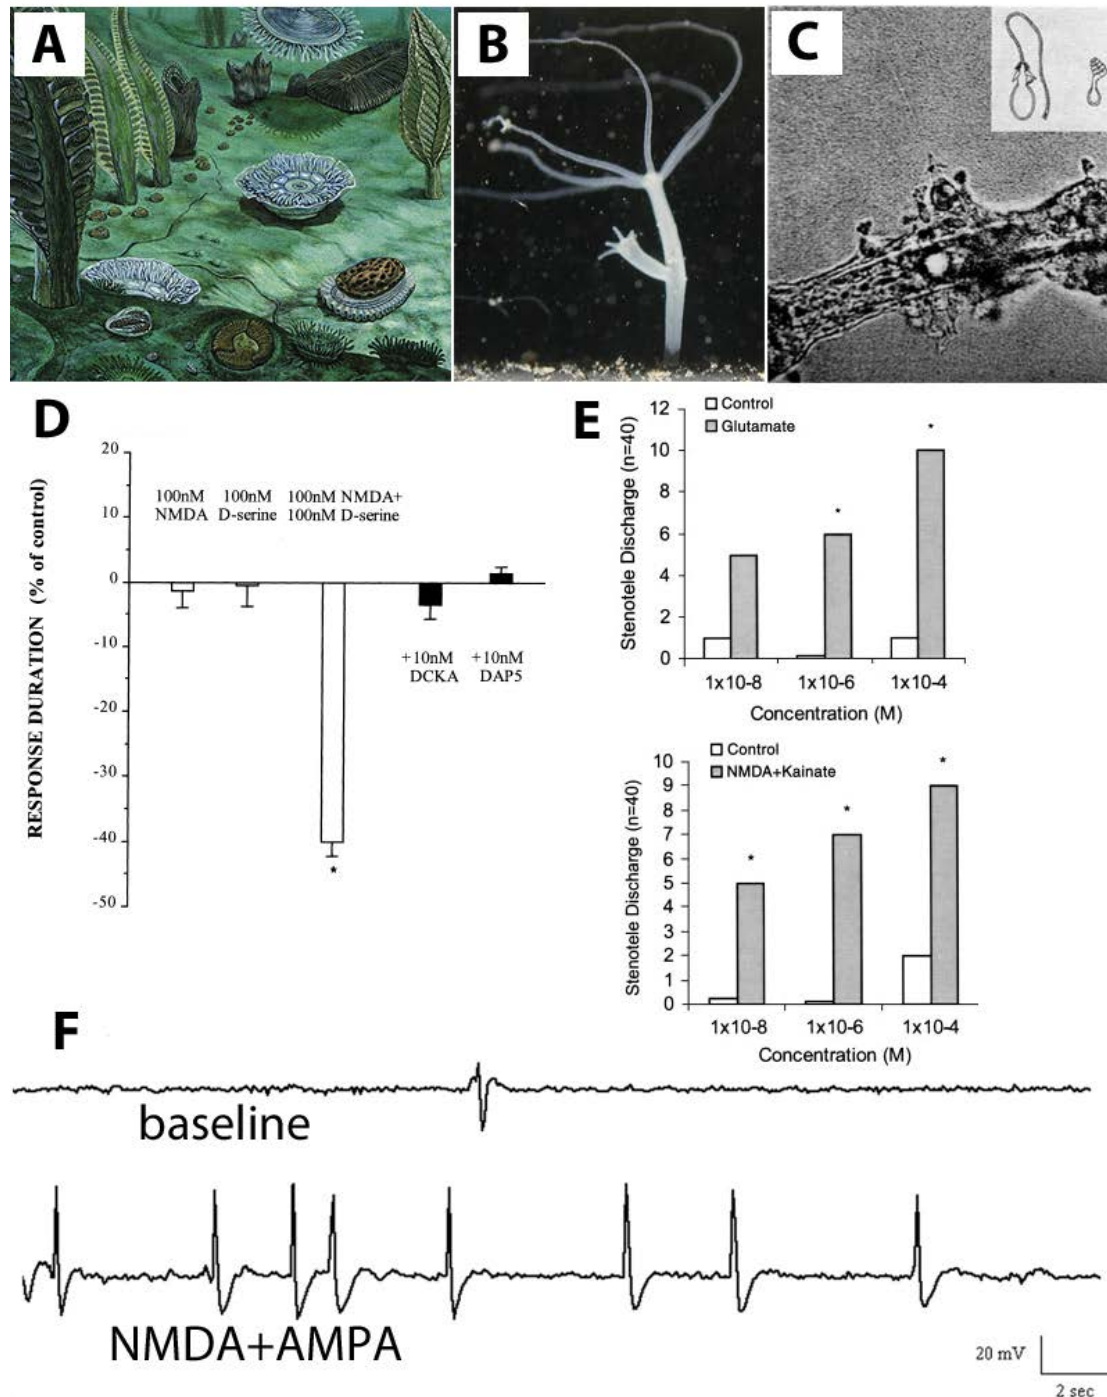 A
B
C
D
20
10
0
-10
-20
-30
-40
-50
RESPONSE DURATION (% of control)
100nM 100nM 100nM NMDA+
NMDA D-serine 100nM D-serine
+10nM +10nM
DCKA DAP5
*
E
Control
Glutamate
12
10
8
6
4
2
0
Stenotele Discharge (n=40)
*
*
1x10-8 1x10-6 1x10-4
Concentration (M)
Control
NMDA+Kainate
10
9
8
7
6
5
4
3
2
1
0
Stenotele Discharge (n=40)
*
*
*
1x10-8 1x10-6 1x10-4
Concentration (M)
F
baseline
NMDA+AMPA
20 mV
2 sec